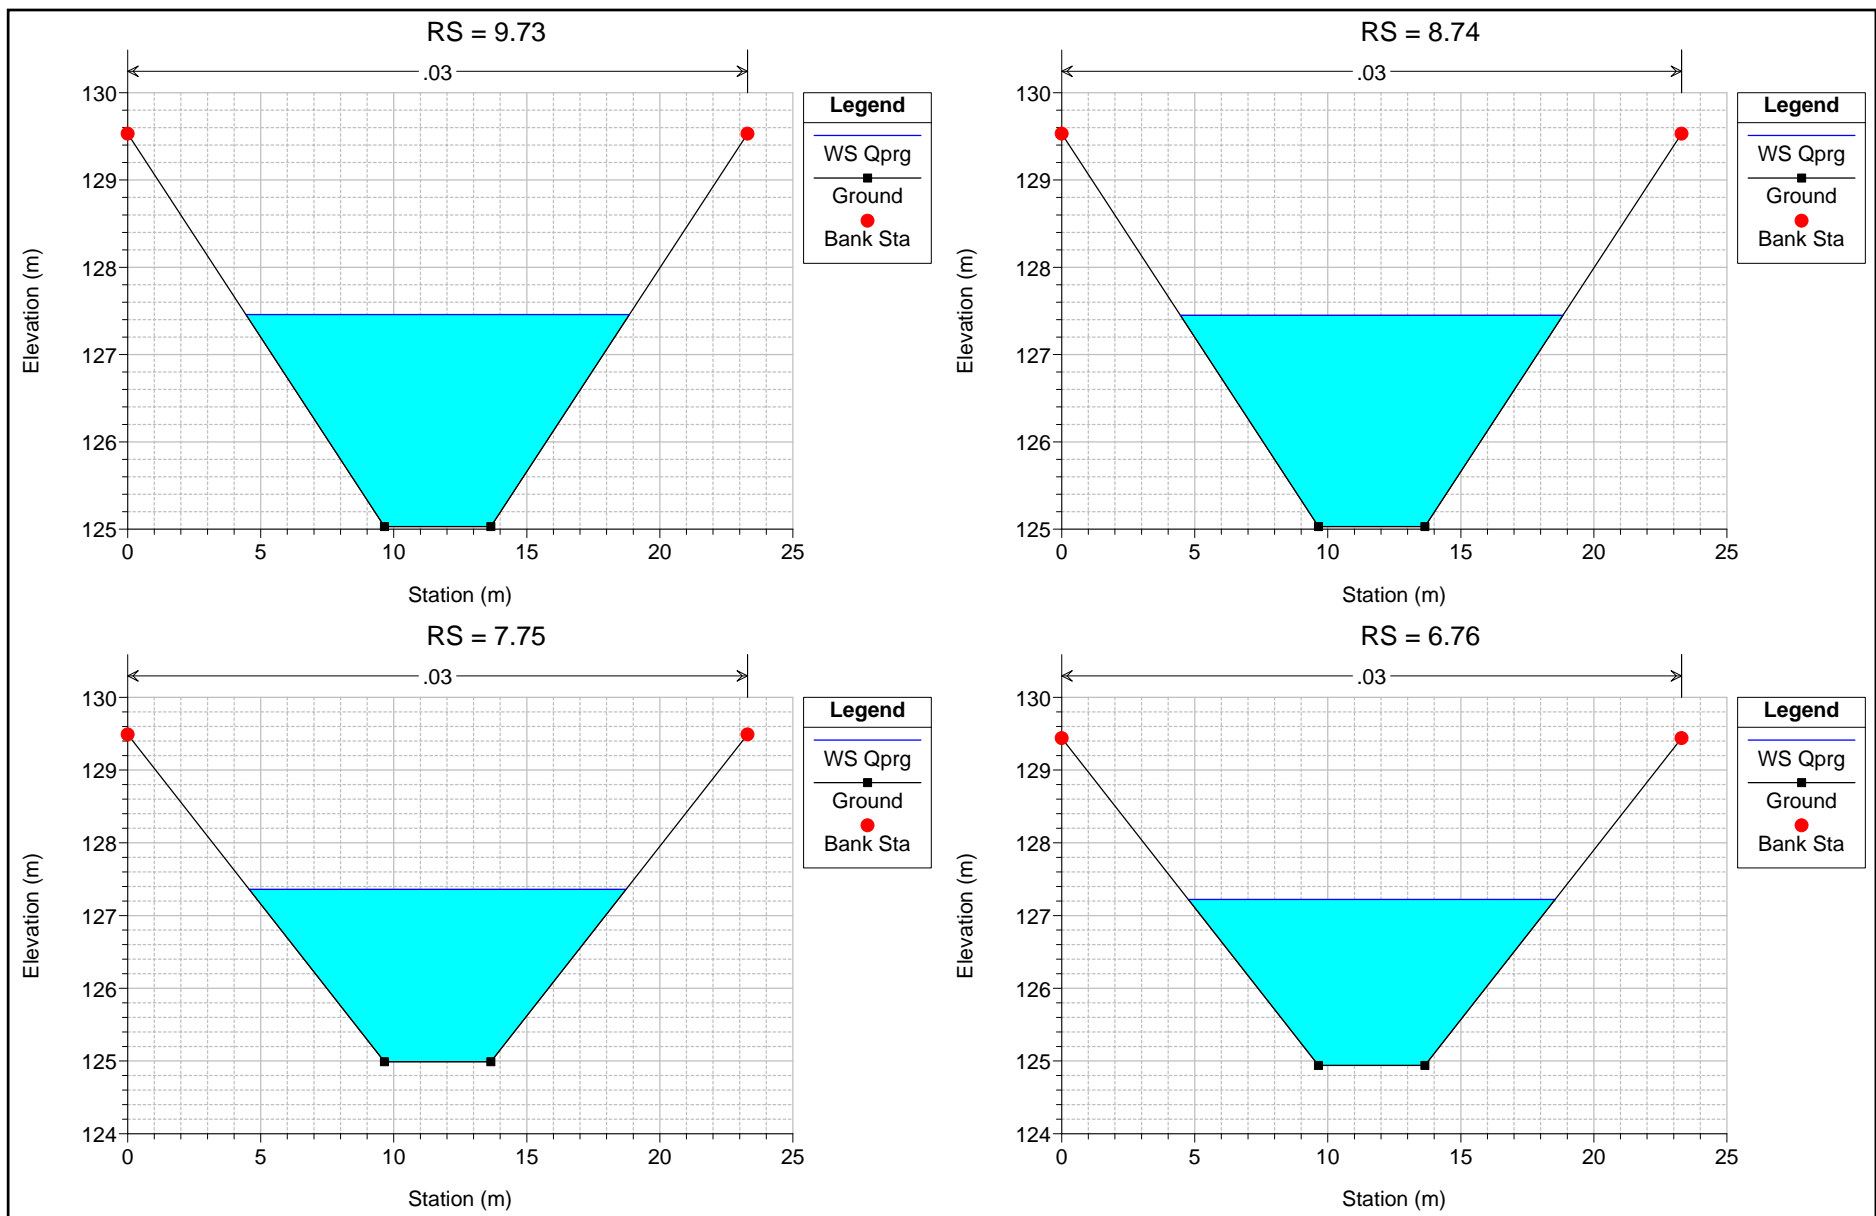 RS = 9.73
.03
130
129
128
127
126
125
0 5 10 15 20 25
Elevation (m)
Station (m)
Legend
WS Qprg
Ground
Bank Sta
RS = 8.74
.03
130
129
128
127
126
125
0 5 10 15 20 25
Elevation (m)
Station (m)
Legend
WS Qprg
Ground
Bank Sta
RS = 7.75
.03
130
129
128
127
126
125
124
0 5 10 15 20 25
Elevation (m)
Station (m)
Legend
WS Qprg
Ground
Bank Sta
RS = 6.76
.03
130
129
128
127
126
125
124
0 5 10 15 20 25
Elevation (m)
Station (m)
Legend
WS Qprg
Ground
Bank Sta